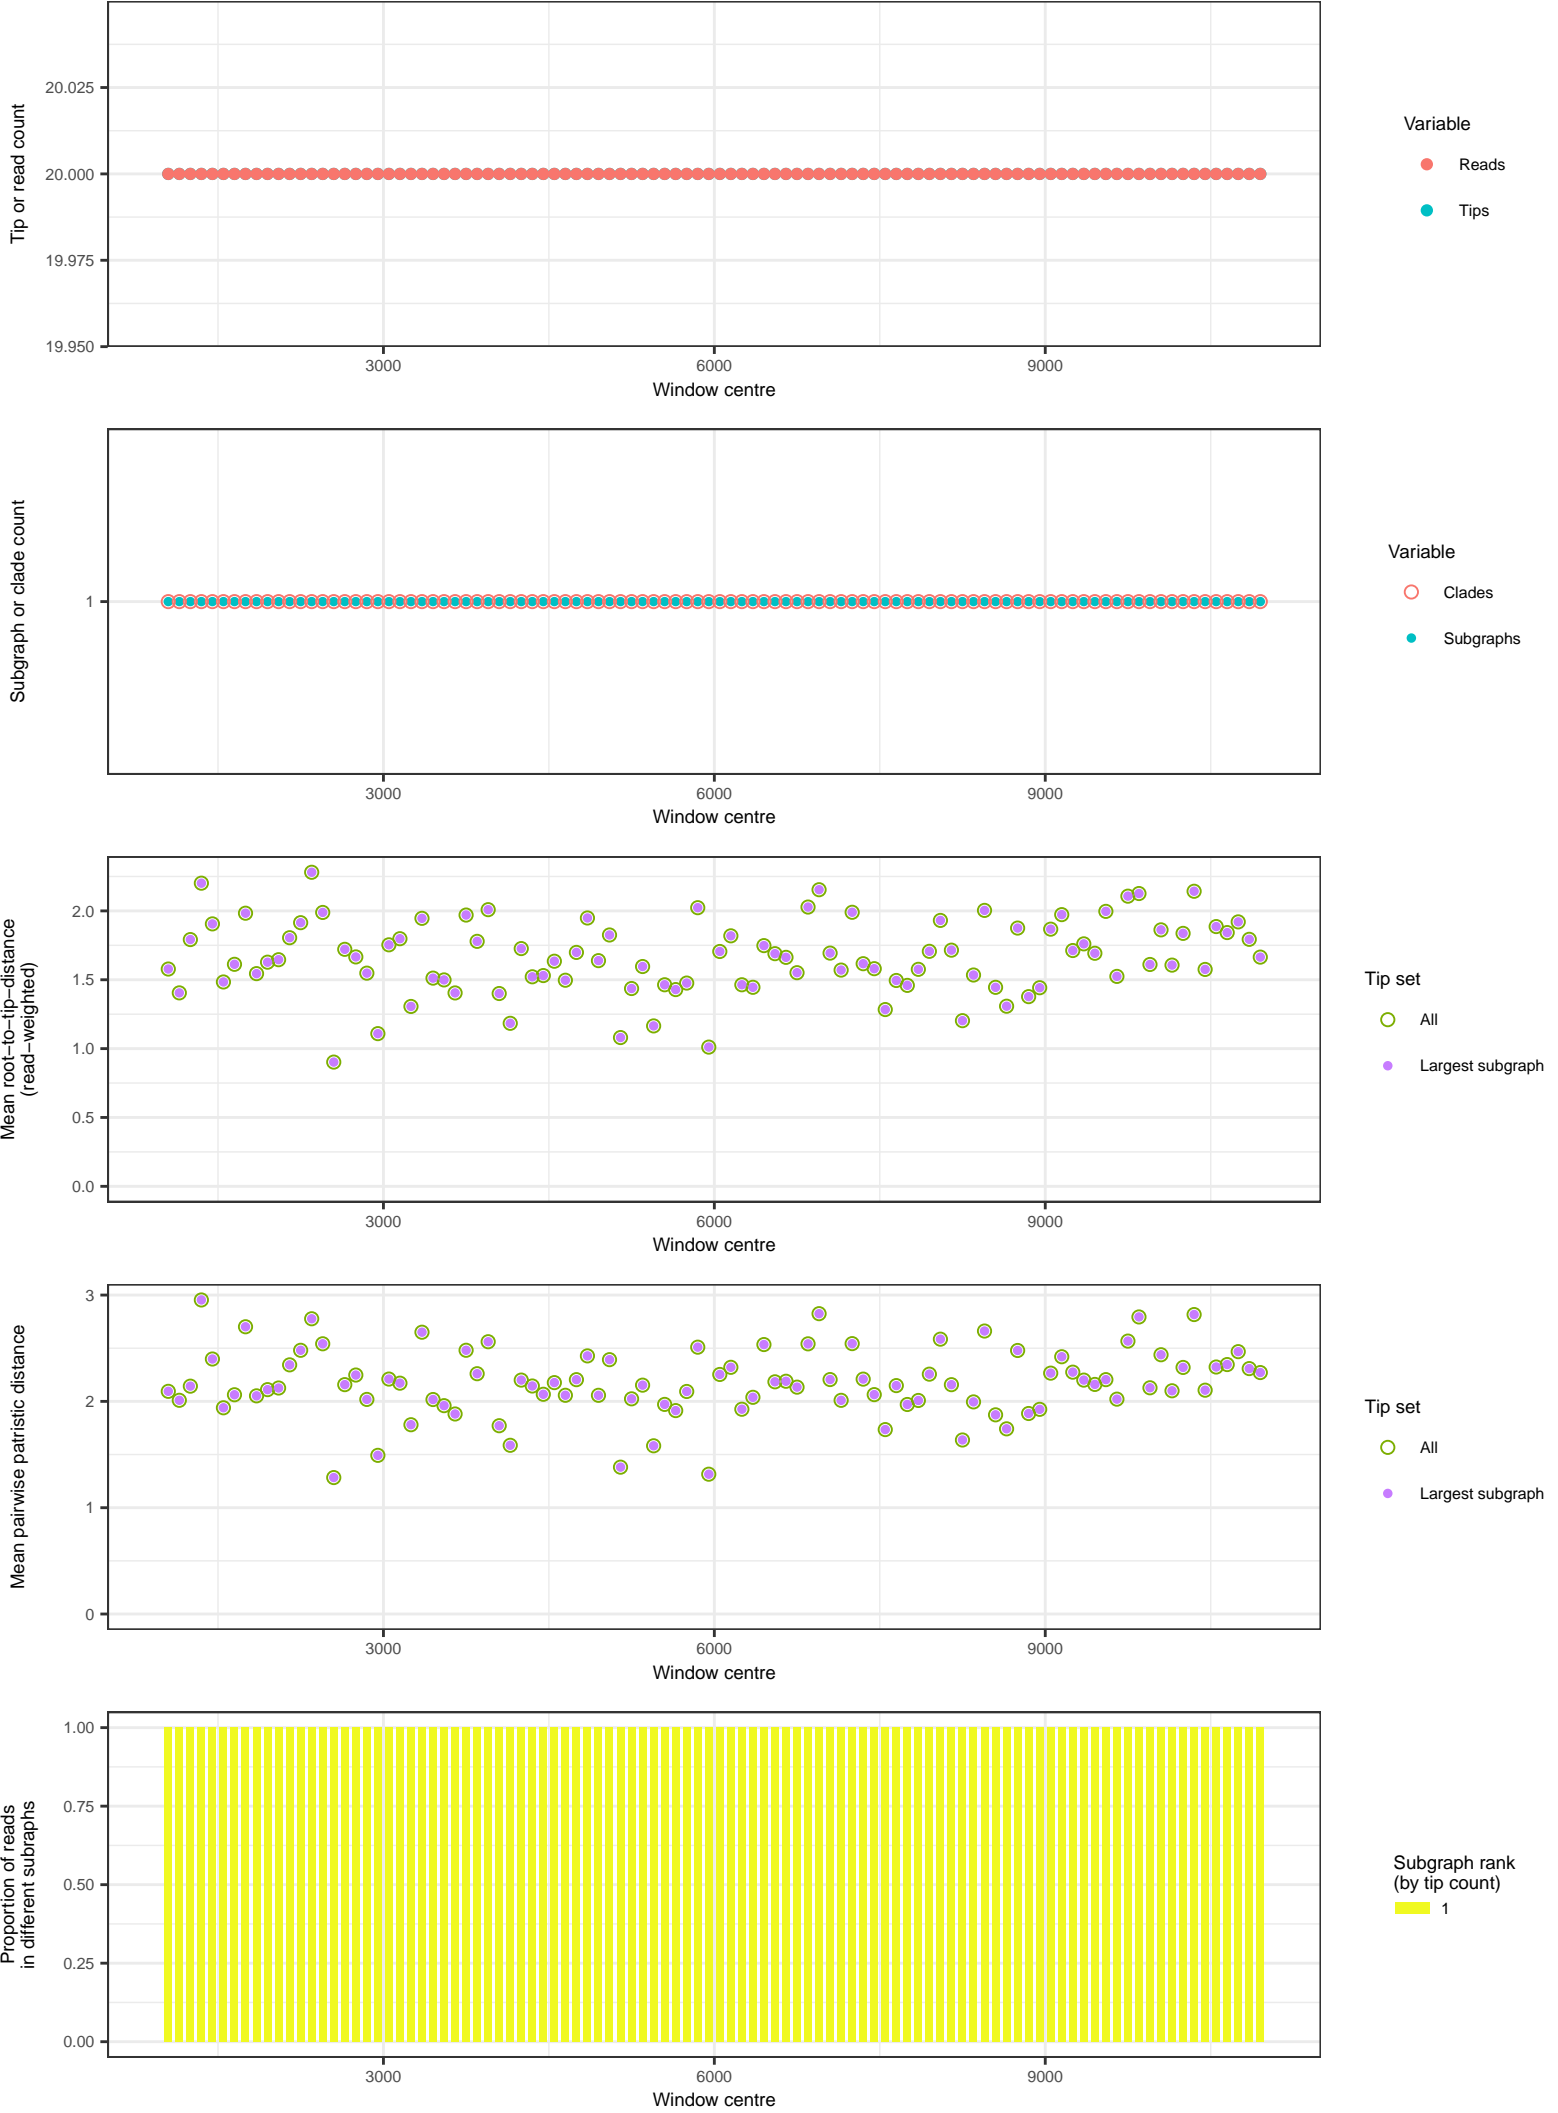 Tip or read count
20.025
20.000
19.975
19.950
3000
6000
9000
Window centre
Variable
Reads
Tips
Subgraph or clade count
1
3000
6000
9000
Window centre
Variable
Clades
Subgraphs
Mean root−to−tip−distance
(read−weighted)
2.0
1.5
1.0
0.5
0.0
3000
6000
9000
Window centre
Tip set
All
Largest subgraph
Mean pairwise patristic distance
3
2
1
0
3000
6000
9000
Window centre
Tip set
All
Largest subgraph
Proportion of reads
in different subraphs
1.00
0.75
0.50
0.25
0.00
3000
6000
9000
Window centre
Subgraph rank
(by tip count)
1